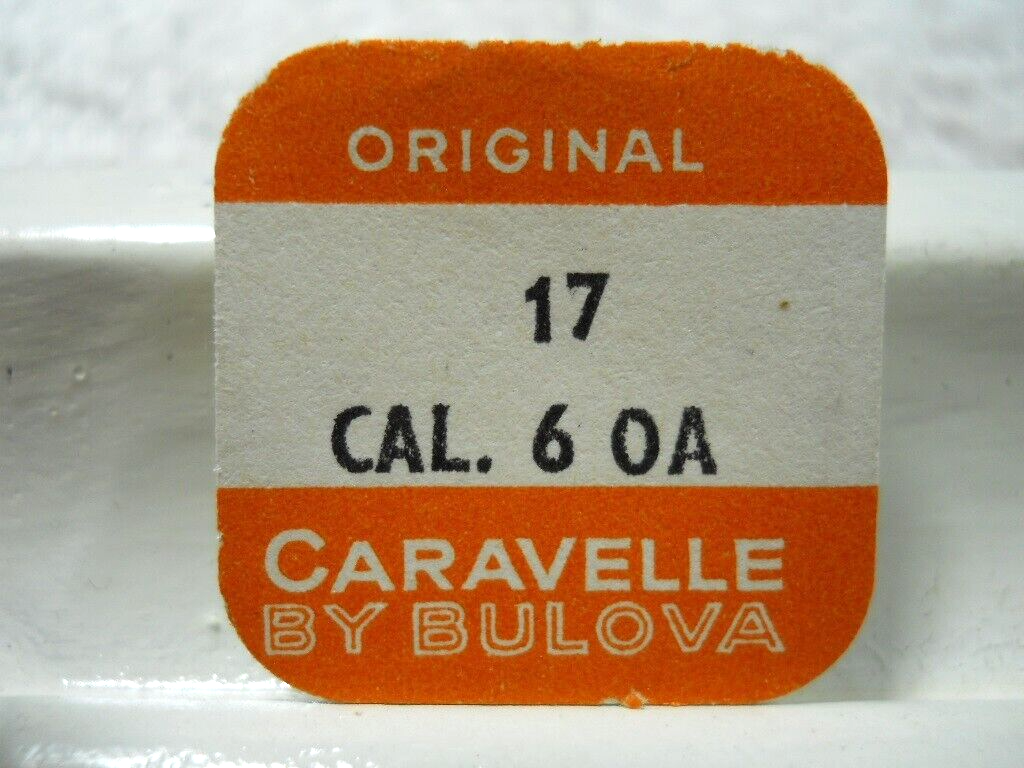 ORIGINAL
17
CAL. 6 OA
CARAVELLE
BY BULOVA